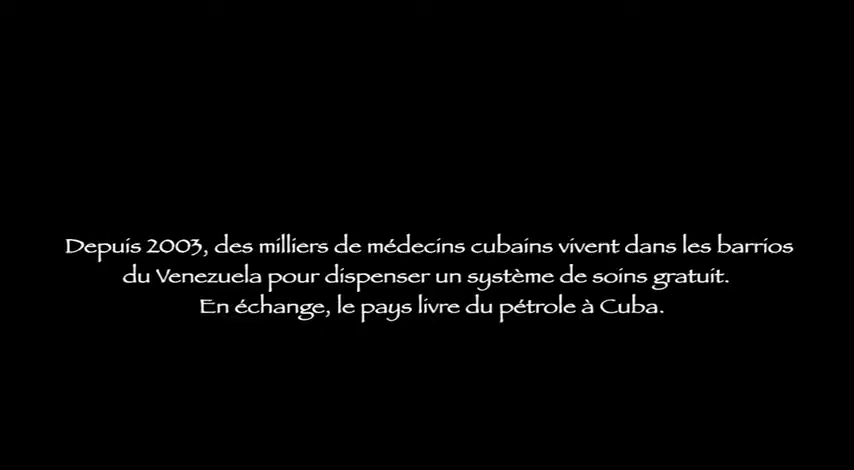 Depuis 2003, des milliers de médecins cubains vivent dans les barrios
du Venezuela pour dispenser un système de soins gratuit.
En échange, le pays livre du pétrole à Cuba.